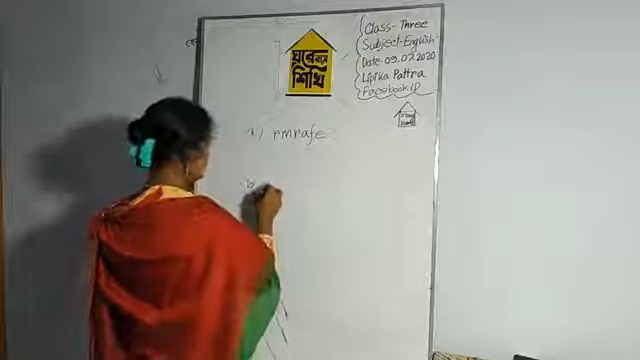 Class- Three
Subject-English
Date-09.07.2020
Lipika Pattra
Facebook ID
ঘরে বসে
শিখি
a) rmrafe
b